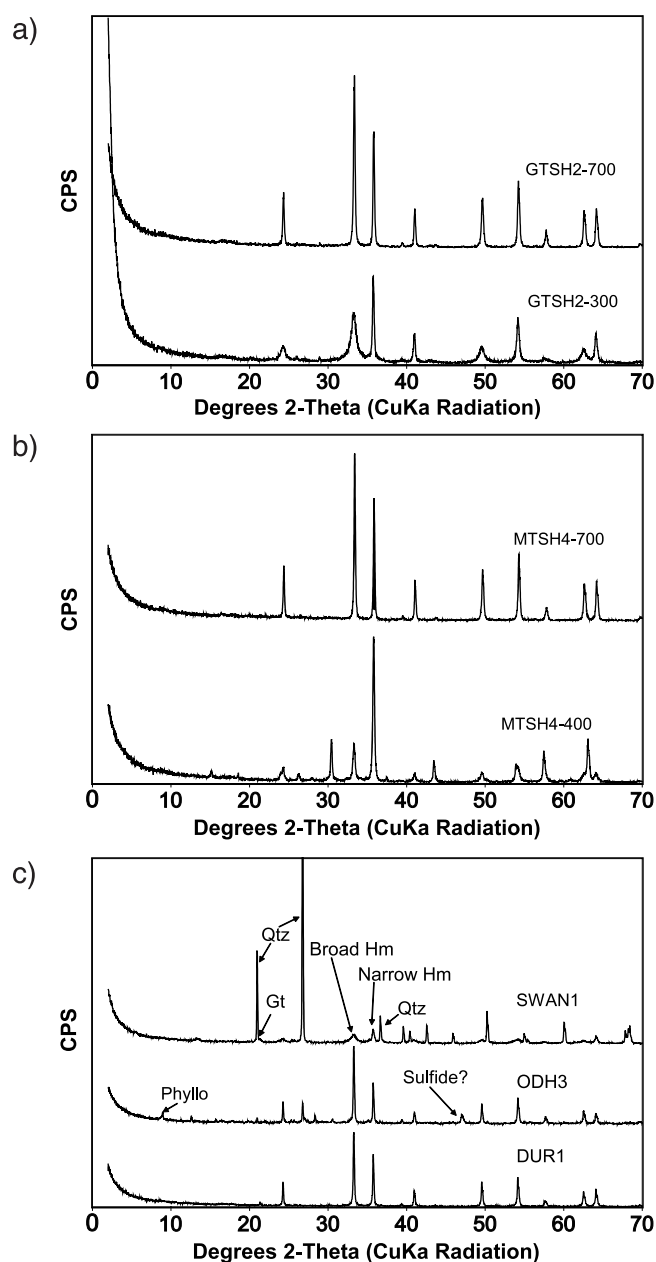 a)
CPS
GTSH2-700
GTSH2-300
0 10 20 30 40 50 60 70
Degrees 2-Theta (CuKa Radiation)
b)
CPS
MTSH4-700
MTSH4-400
0 10 20 30 40 50 60 70
Degrees 2-Theta (CuKa Radiation)
c)
CPS
Qtz
Broad Hm
Narrow Hm
Gt
Qtz
SWAN1
Phyllo
Sulfide?
ODH3
DUR1
0 10 20 30 40 50 60 70
Degrees 2-Theta (CuKa Radiation)